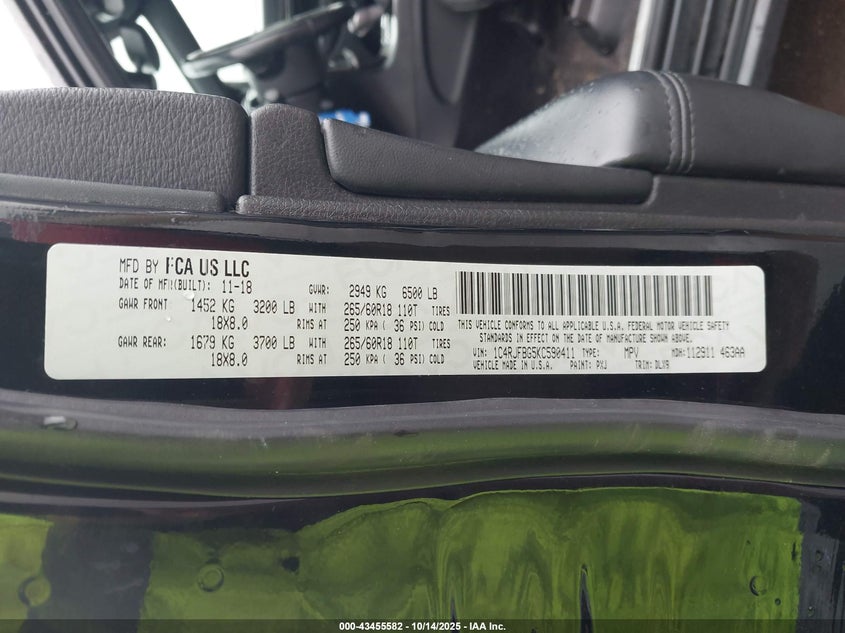 MFD BY FCA US LLC
DATE OF MFR(BUILT): 11-18 GVWR: 2949 KG 6500 LB
GAWR FRONT: 1452 KG 3200 LB WITH 265/60R18 110T TIRES
18X8.0 RIMS AT 250 KPA ( 36 PSI) COLD
GAWR REAR: 1679 KG 3700 LB WITH 265/60R18 110T TIRES
18X8.0 RIMS AT 250 KPA ( 36 PSI) COLD
THIS VEHICLE CONFORMS TO ALL APPLICABLE U.S.A. FEDERAL MOTOR VEHICLE SAFETY
STANDARDS IN EFFECT ON THE DATE OF MANUFACTURE SHOWN ABOVE.
VIN: 1C4RJFBG5KC590411 TYPE: MPV MDH: 112911 463AA
VEHICLE MADE IN U.S.A. PAINT: PXJ TRIM: DLX9
000-43455582 - 10/14/2025 - IAA Inc.